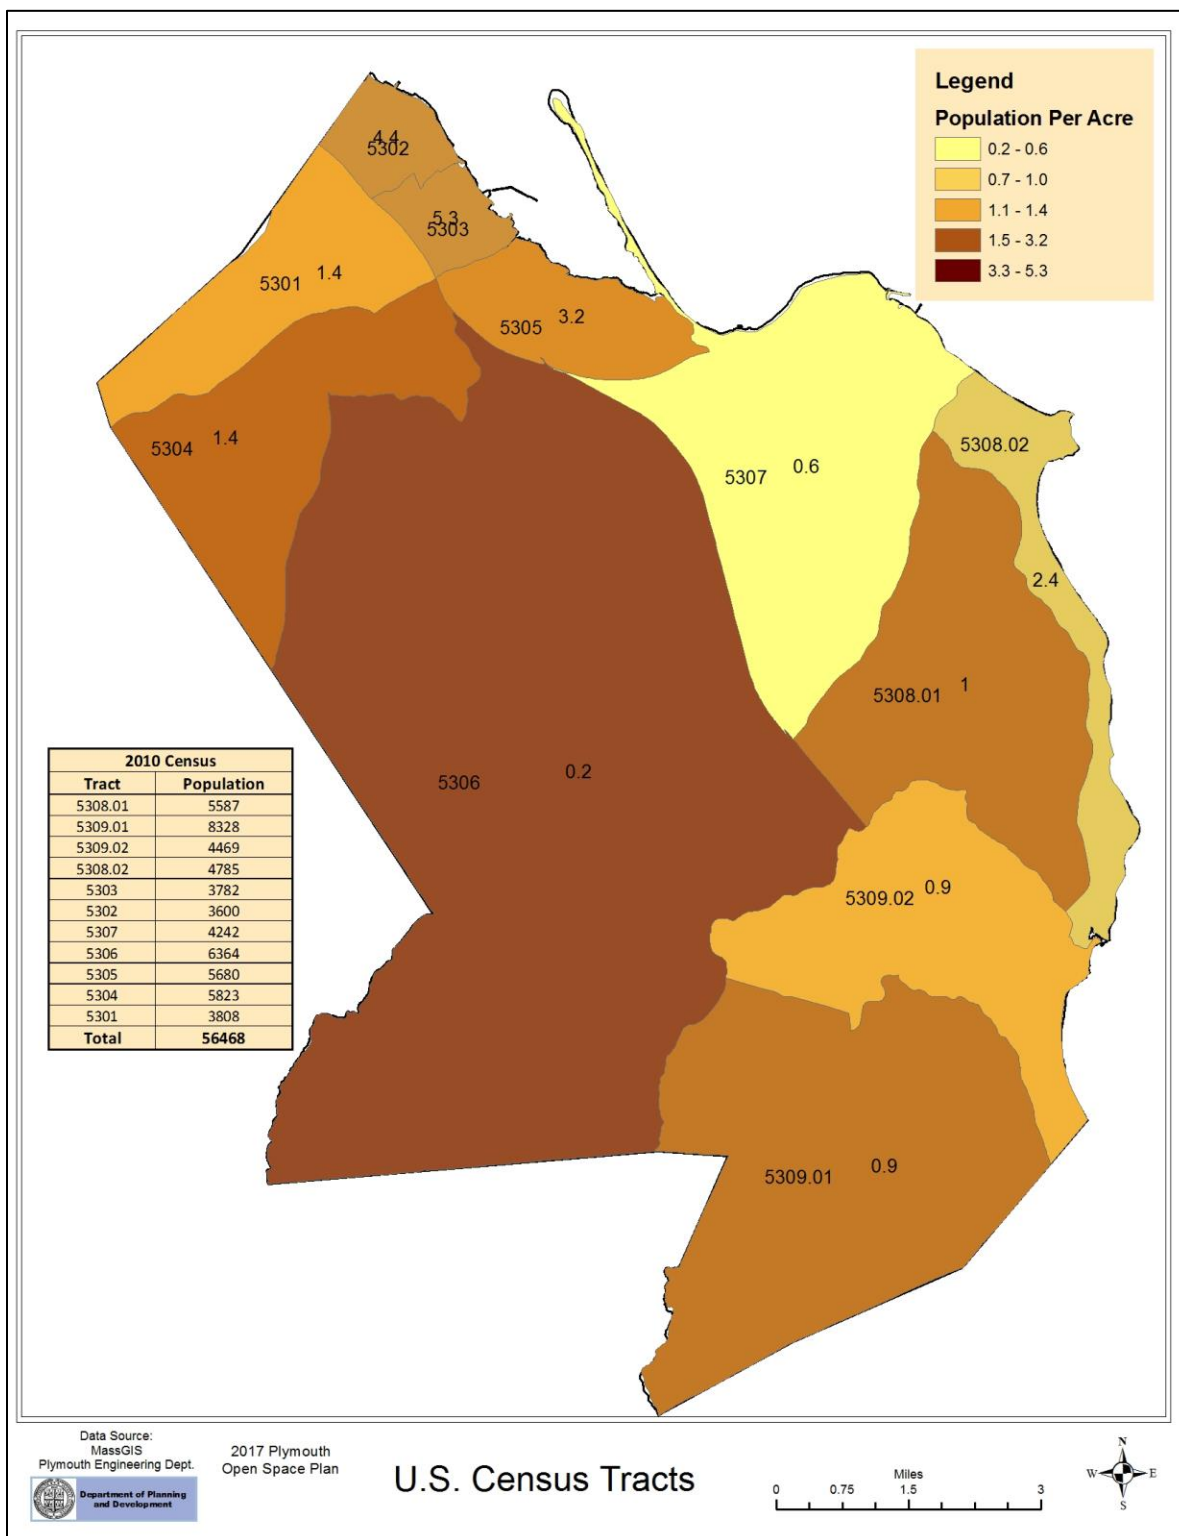 Legend
Population Per Acre
0.2 - 0.6
0.7 - 1.0
1.1 - 1.4
1.5 - 3.2
3.3 - 5.3
4.4
5302
5.3
5303
5301 1.4
5305 3.2
5304 1.4
5307 0.6
5308.02
2.4
5308.01 1
5306 0.2
5309.02 0.9
5309.01 0.9
2010 Census
Tract Population
5308.01 5587
5309.01 8328
5309.02 4469
5308.02 4785
5303 3782
5302 3600
5307 4242
5306 6364
5305 5680
5304 5823
5301 3808
Total 56468
Data Source:
MassGIS
Plymouth Engineering Dept.
Department of Planning
and Development
2017 Plymouth
Open Space Plan
U.S. Census Tracts
Miles
0 0.75 1.5 3
N
W E
S